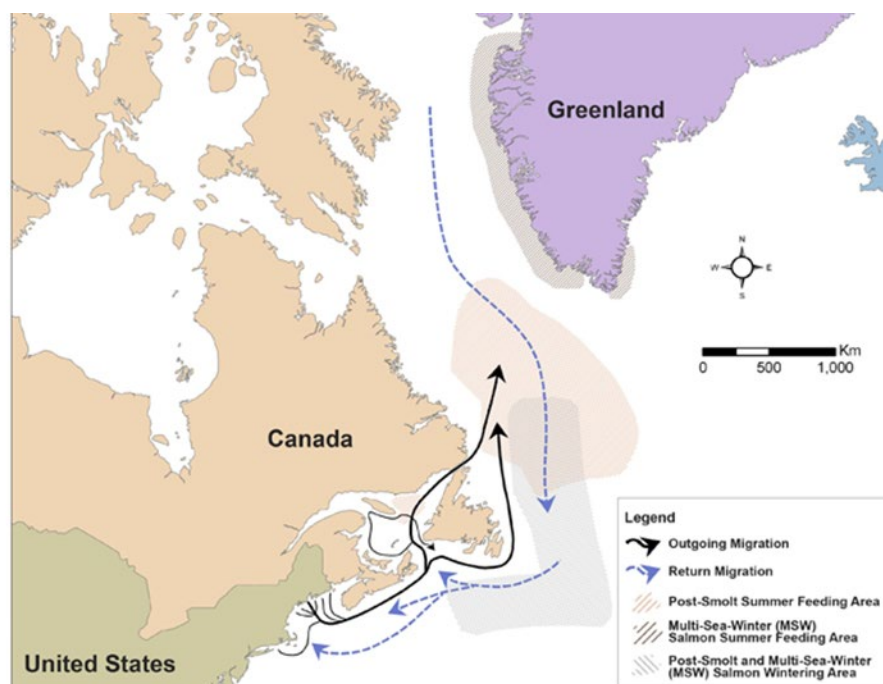 Greenland
N
W E
S
Km
0 500 1,000
Canada
United States
Legend
Outgoing Migration
Return Migration
Post-Smolt Summer Feeding Area
Multi-Sea-Winter (MSW)
Salmon Summer Feeding Area
Post-Smolt and Multi-Sea-Winter
(MSW) Salmon Wintering Area